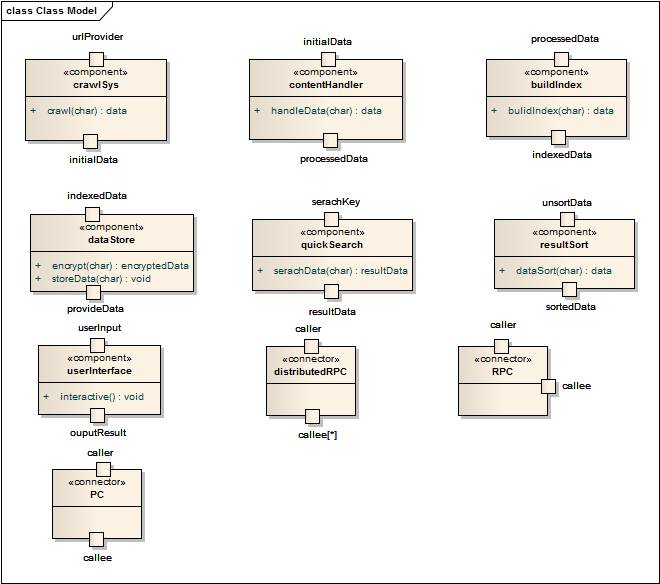 class Class Model
urlProvider
«component»
crawlSys
+ crawl(char) : data
initialData
initialData
«component»
contentHandler
+ handleData(char) : data
processedData
processedData
«component»
buildIndex
+ bulidIndex(char) : data
indexedData
indexedData
«component»
dataStore
+ encrypt(char) : encryptedData
+ storeData(char) : void
provideData
serachKey
«component»
quickSearch
+ serachData(char) : resultData
resultData
unsortData
«component»
resultSort
+ dataSort(char) : data
sortedData
userInput
«component»
userInterface
+ interactive() : void
ouputResult
caller
«connector»
distributedRPC
callee[*]
caller
«connector»
RPC
callee
caller
«connector»
PC
callee